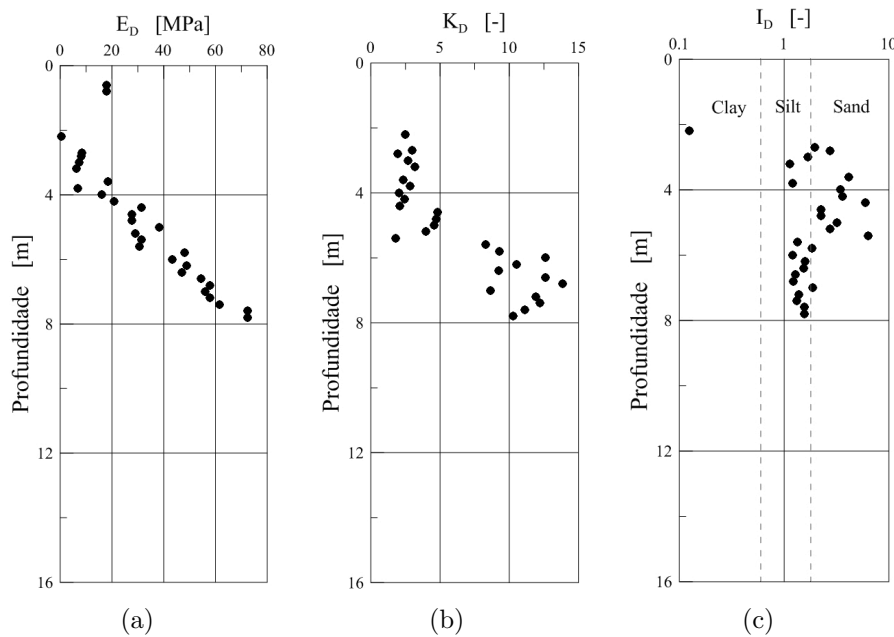 E_D [MPa]
0 20 40 60 80
0
4
8
12
16
Profundidade [m]
(a)
K_D [-]
0 5 10 15
0
4
8
12
16
Profundidade [m]
(b)
I_D [-]
0.1 1 10
0
4
8
12
16
Clay Silt Sand
Profundidade [m]
(c)